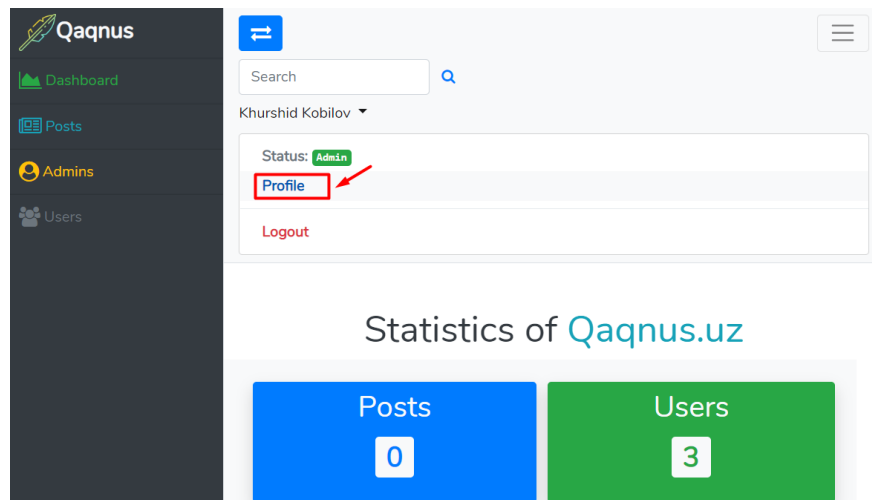 Qaqnus
Dashboard
Posts
Admins
Users
Search
Khurshid Kobilov
Status: Admin
Profile
Logout
Statistics of Qaqnus.uz
Posts
0
Users
3